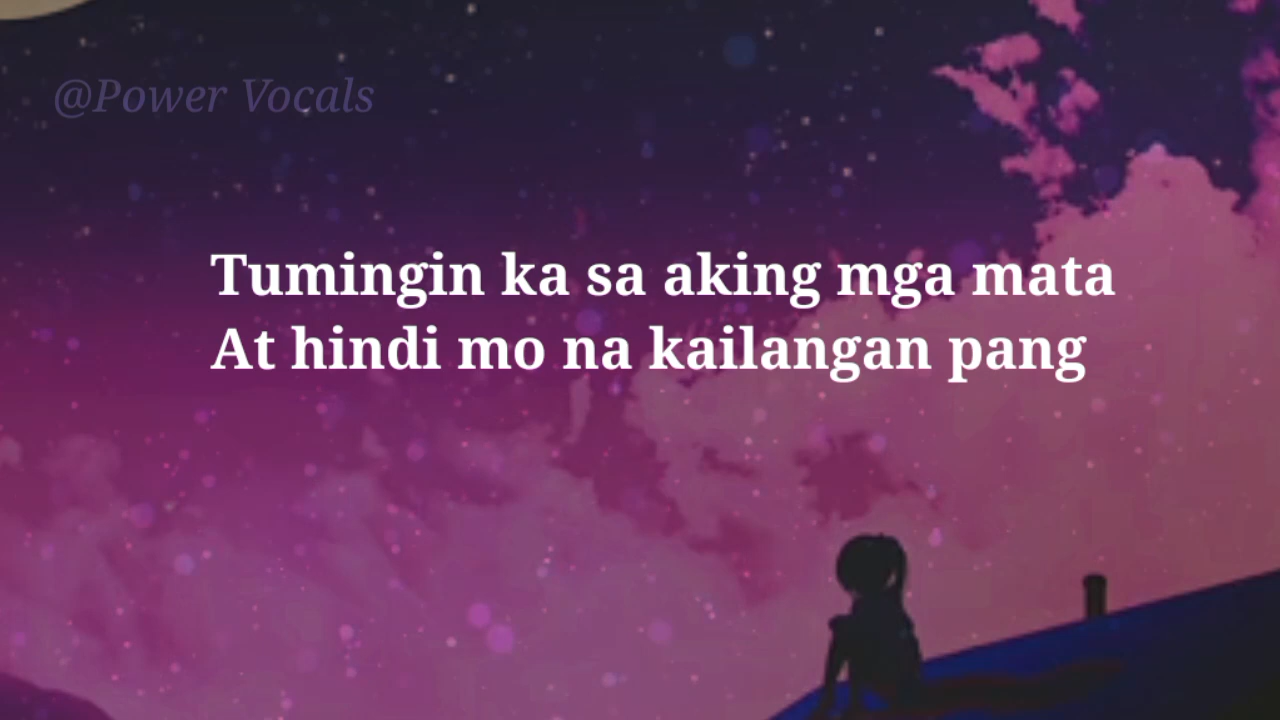 @Power Vocals
Tumingin ka sa aking mga mata
At hindi mo na kailangan pang